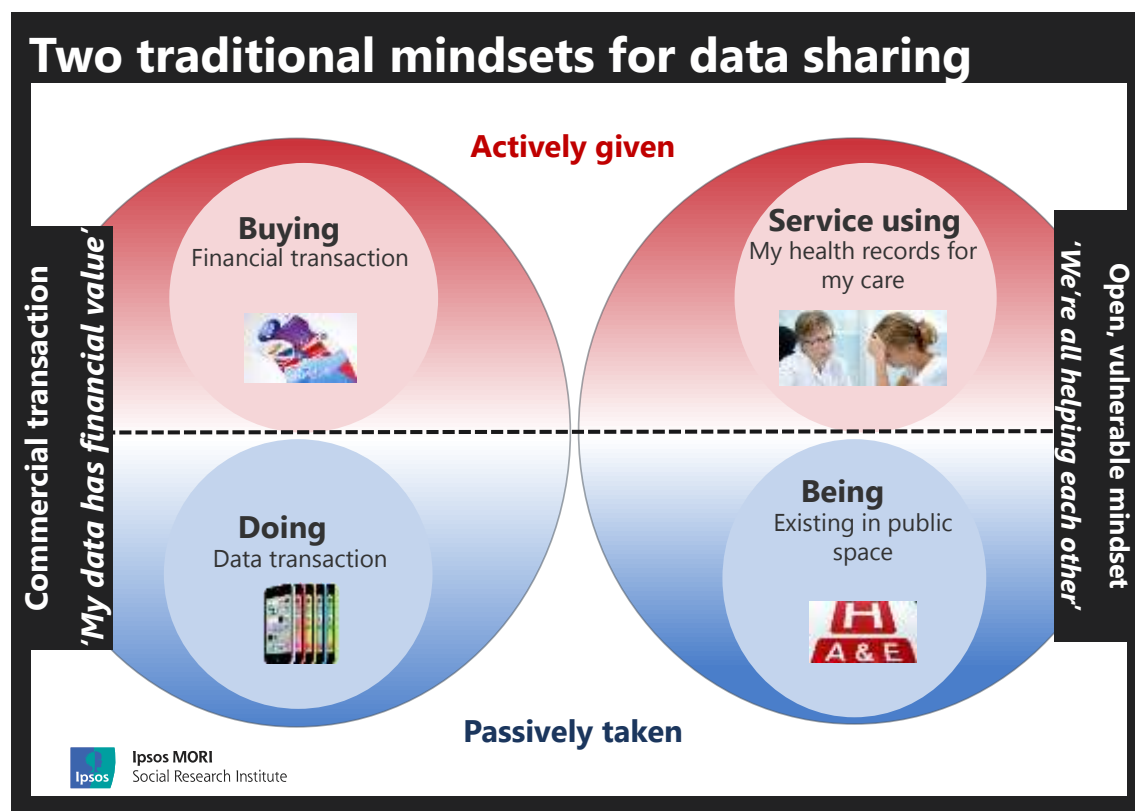 Two traditional mindsets for data sharing
Actively given
Commercial transaction
'My data has financial value'
Buying
Financial transaction
Service using
My health records for
my care
'We're all helping each other'
Open, vulnerable mindset
Doing
Data transaction
Being
Existing in public
space
H
A & E
Passively taken
Ipsos
Ipsos MORI
Social Research Institute